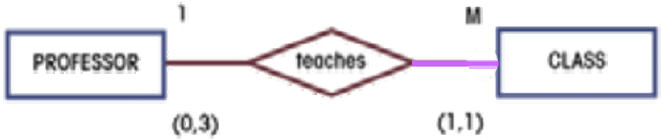 1 M
PROFESSOR teaches CLASS
(0,3) (1,1)